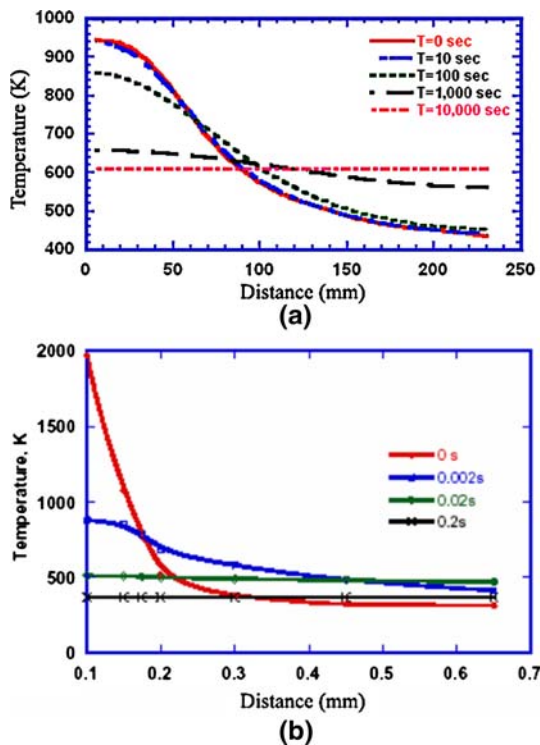 1000
900
800
700
600
500
400
Temperature (K)
T=0 sec
T=10 sec
T=100 sec
T=1,000 sec
T=10,000 sec
0 50 100 150 200 250
Distance (mm)
(a)
2000
1500
1000
500
0
Temperature, K
0 s
0.002s
0.02s
0.2s
0.1 0.2 0.3 0.4 0.5 0.6 0.7
Distance (mm)
(b)